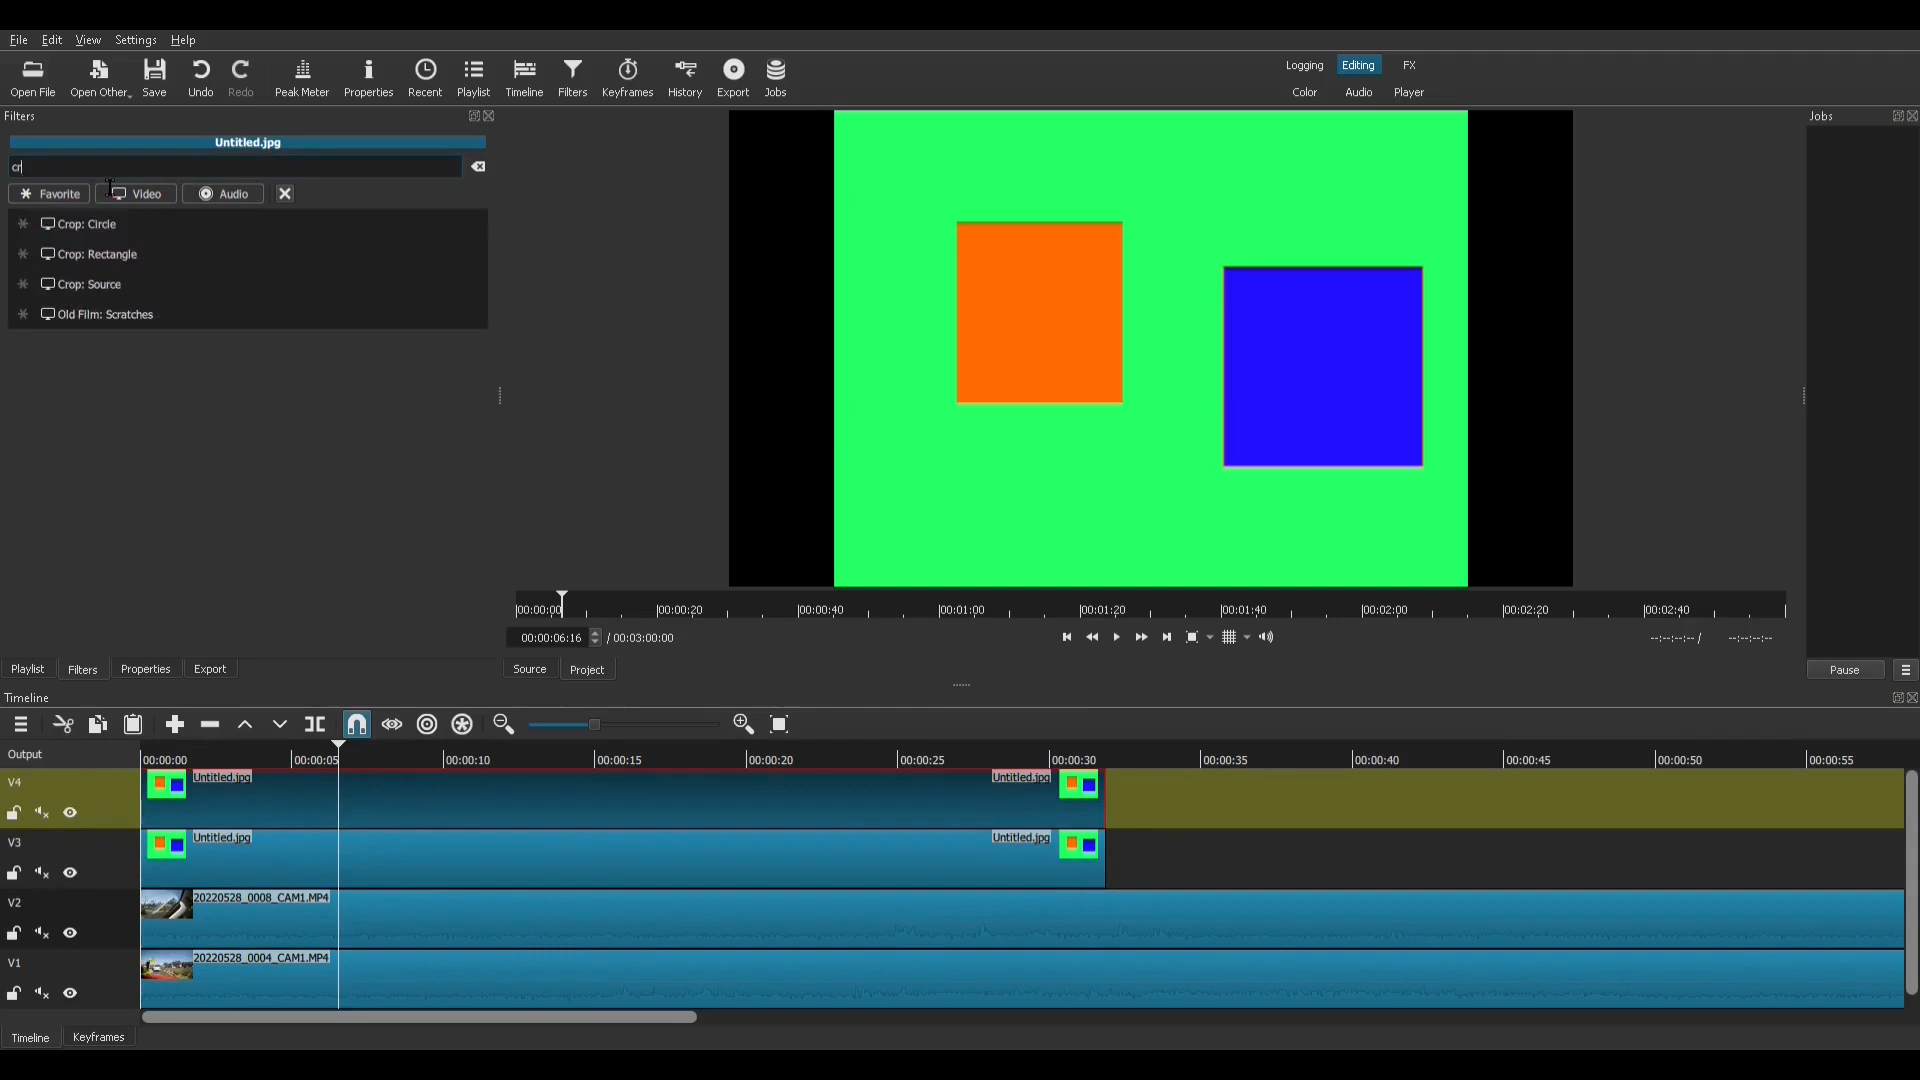 File Edit View Settings Help
Open File Open Other Save Undo Redo Peak Meter Properties Recent Playlist Timeline Filters Keyframes History Export Jobs
Logging Editing FX
Color Audio Player
Filters
Jobs
Untitled.jpg
cr
Favorite Video Audio
Crop: Circle
Crop: Rectangle
Crop: Source
Old Film: Scratches
00:00:00 00:00:20 00:00:40 00:01:00 00:01:20 00:01:40 00:02:00 00:02:20 00:02:40
00:00:06:16 / 00:03:00:00 --:--:--:-- / --:--:--:--
Playlist Filters Properties Export Source Project Pause
Timeline
Output 00:00:00 00:00:05 00:00:10 00:00:15 00:00:20 00:00:25 00:00:30 00:00:35 00:00:40 00:00:45 00:00:50 00:00:55
V4 Untitled.jpg Untitled.jpg
V3 Untitled.jpg Untitled.jpg
V2 20220528_0008_CAM1.MP4
V1 20220528_0004_CAM1.MP4
Timeline Keyframes